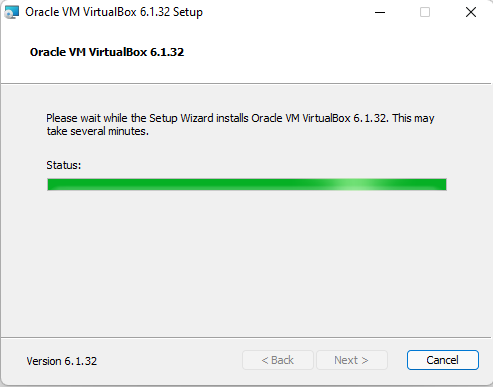 Oracle VM VirtualBox 6.1.32 Setup
Oracle VM VirtualBox 6.1.32
Please wait while the Setup Wizard installs Oracle VM VirtualBox 6.1.32. This may
take several minutes.
Status:
Version 6.1.32
< Back
Next >
Cancel